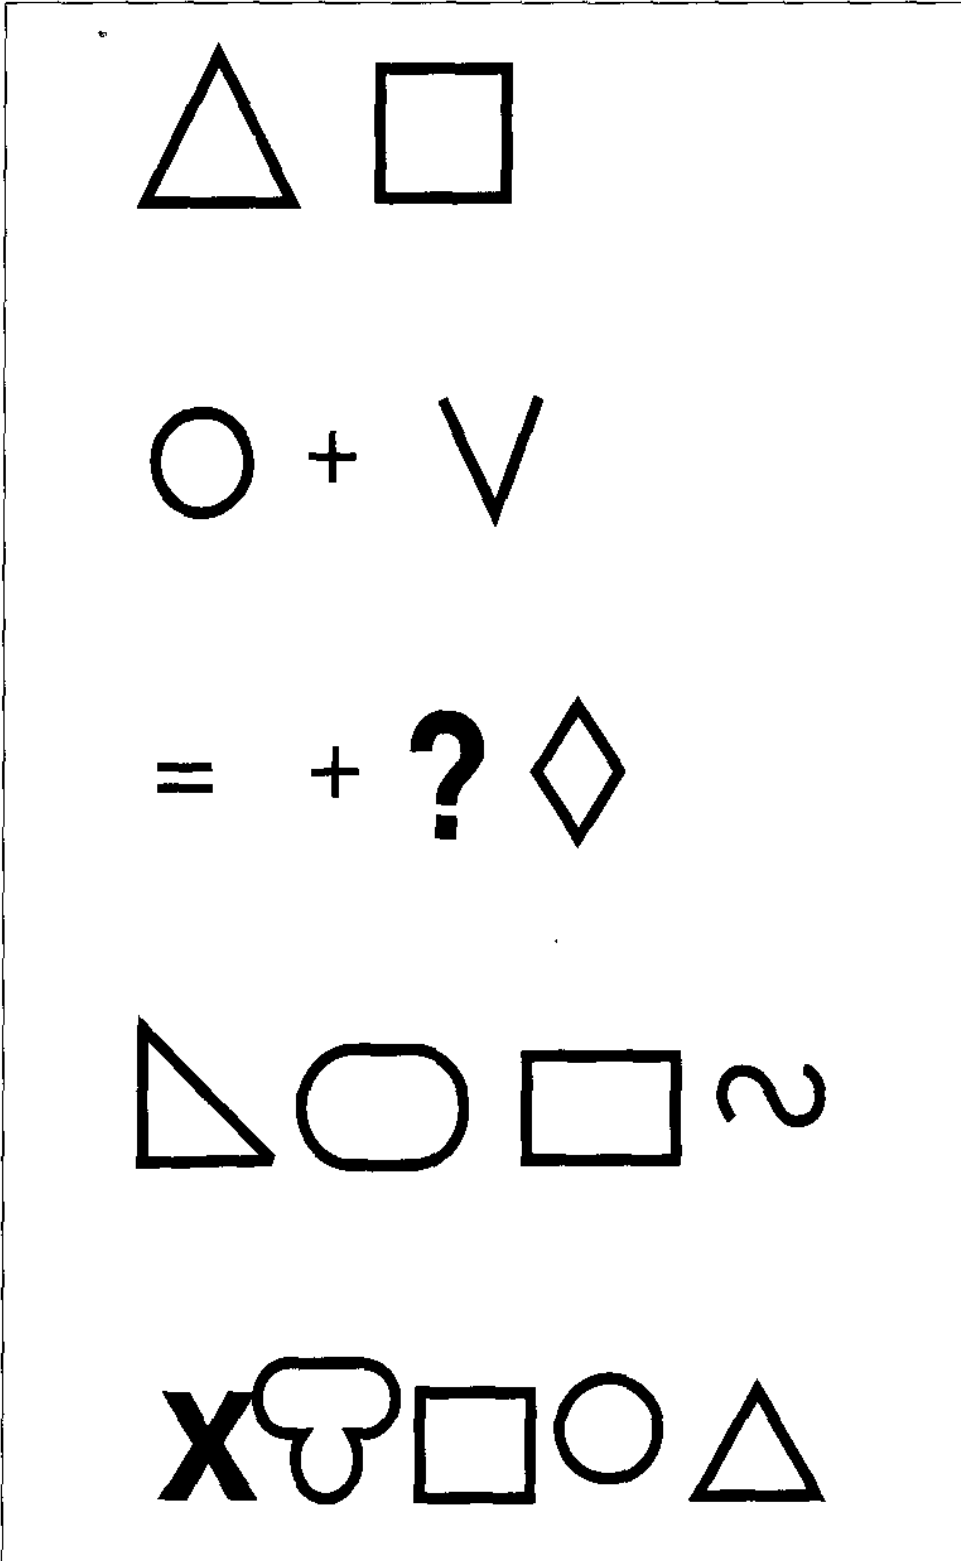 + V
= + ?
X